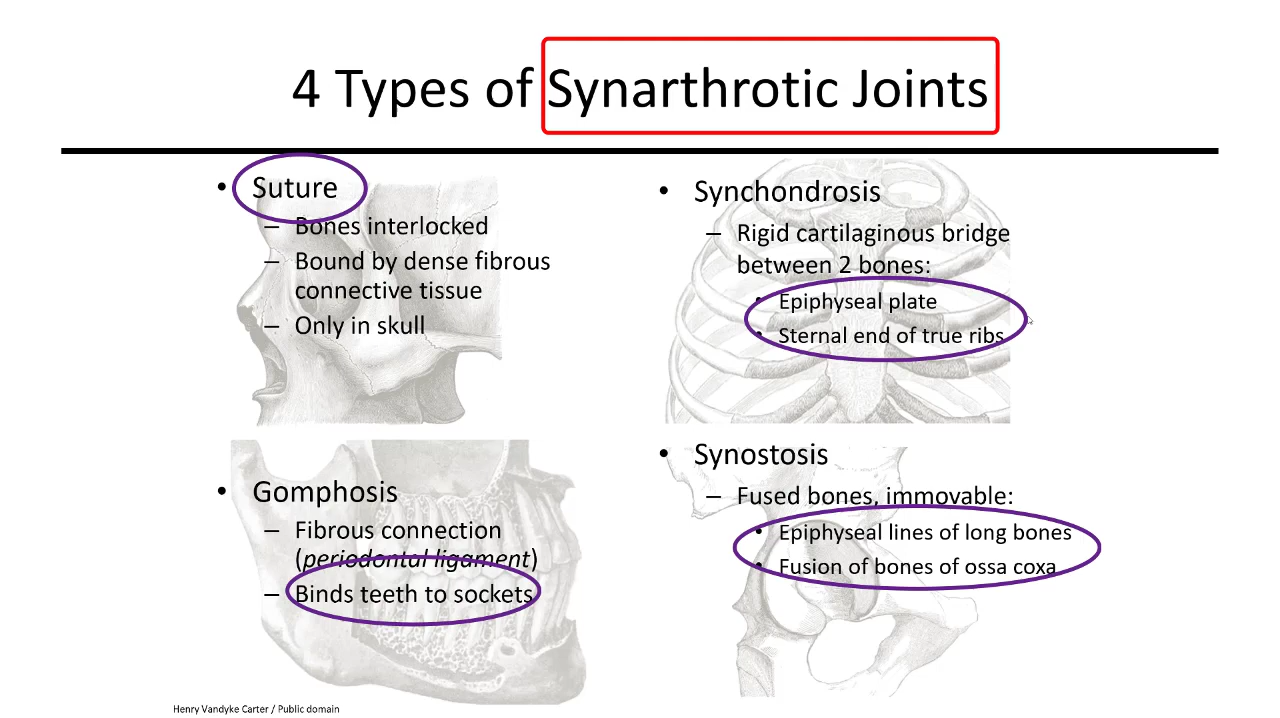 4 Types of Synarthrotic Joints
• Suture
– Bones interlocked
– Bound by dense fibrous
connective tissue
– Only in skull
• Gomphosis
– Fibrous connection
(periodontal ligament)
– Binds teeth to sockets
• Synchondrosis
– Rigid cartilaginous bridge
between 2 bones:
• Epiphyseal plate
• Sternal end of true ribs
• Synostosis
– Fused bones, immovable:
• Epiphyseal lines of long bones
• Fusion of bones of ossa coxa
Henry Vandyke Carter / Public domain